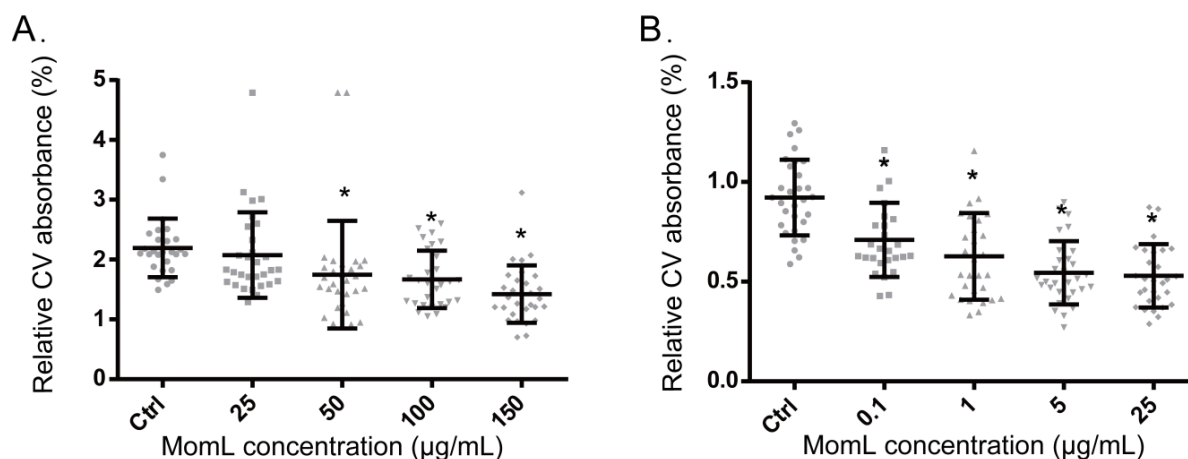 A.
Relative CV absorbance (%)
5
4
3
2
1
0
* * *
Ctrl 25 50 100 150
MomL concentration (µg/mL)
B.
Relative CV absorbance (%)
1.5
1.0
0.5
0.0
* * * *
Ctrl 0.1 1 5 25
MomL concentration (µg/mL)